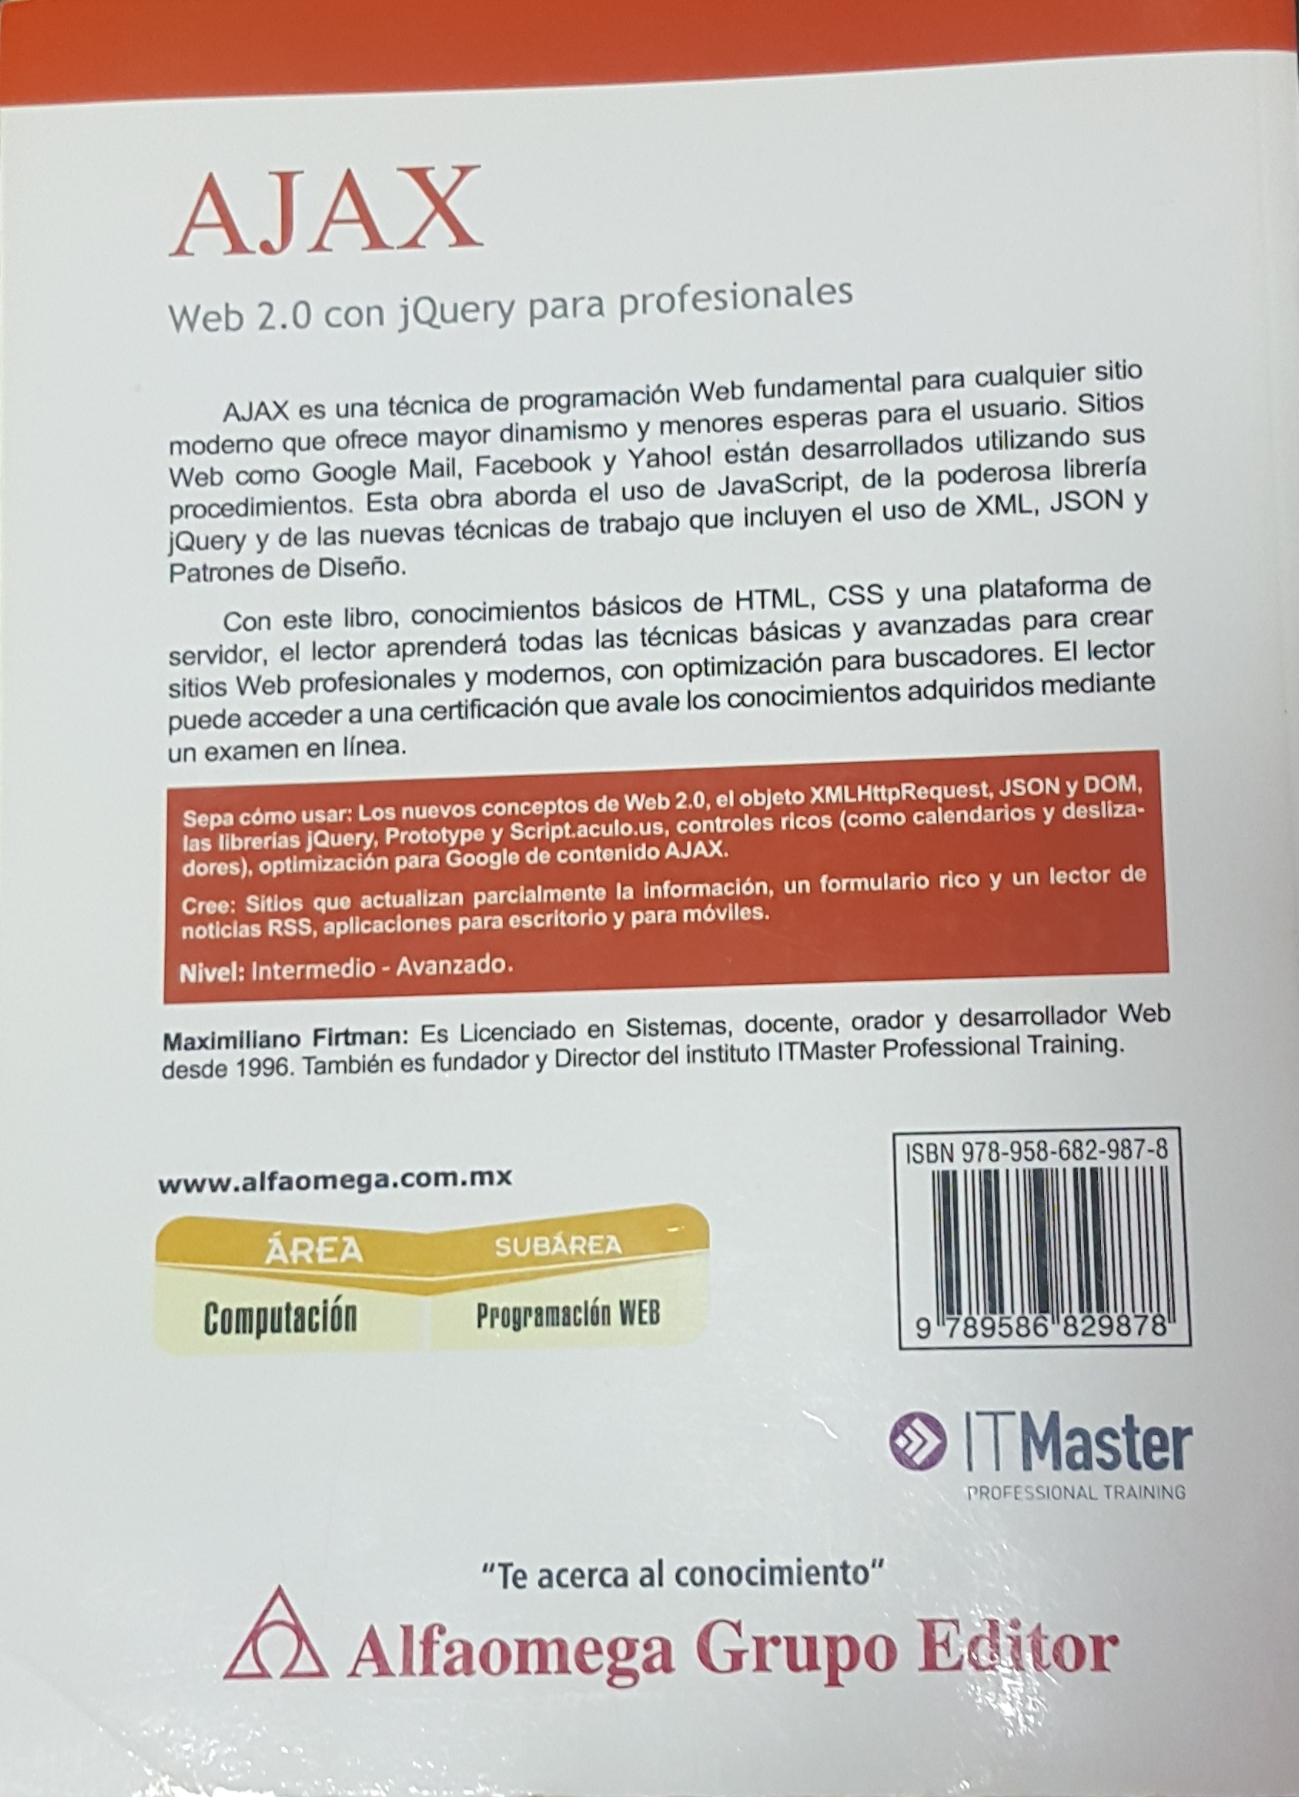 AJAX
Web 2.0 con jQuery para profesionales
AJAX es una técnica de programación Web fundamental para cualquier sitio
moderno que ofrece mayor dinamismo y menores esperas para el usuario. Sitios
Web como Google Mail, Facebook y Yahoo! están desarrollados utilizando sus
procedimientos. Esta obra aborda el uso de JavaScript, de la poderosa librería
jQuery y de las nuevas técnicas de trabajo que incluyen el uso de XML, JSON y
Patrones de Diseño.
Con este libro, conocimientos básicos de HTML, CSS y una plataforma de
servidor, el lector aprenderá todas las técnicas básicas y avanzadas para crear
sitios Web profesionales y modernos, con optimización para buscadores. El lector
puede acceder a una certificación que avale los conocimientos adquiridos mediante
un examen en línea.
Sepa cómo usar: Los nuevos conceptos de Web 2.0, el objeto XMLHttpRequest, JSON y DOM,
las librerías jQuery, Prototype y Script.aculo.us, controles ricos (como calendarios y desliza-
dores), optimización para Google de contenido AJAX.
Cree: Sitios que actualizan parcialmente la información, un formulario rico y un lector de
noticias RSS, aplicaciones para escritorio y para móviles.
Nivel: Intermedio - Avanzado.
Maximiliano Firtman: Es Licenciado en Sistemas, docente, orador y desarrollador Web
desde 1996. También es fundador y Director del instituto ITMaster Professional Training.
www.alfaomega.com.mx
ÁREA SUBÁREA
Computación Programación WEB
ISBN 978-958-682-987-8
9 789586 829878
ITMaster
PROFESSIONAL TRAINING
"Te acerca al conocimiento"
Alfaomega Grupo Editor